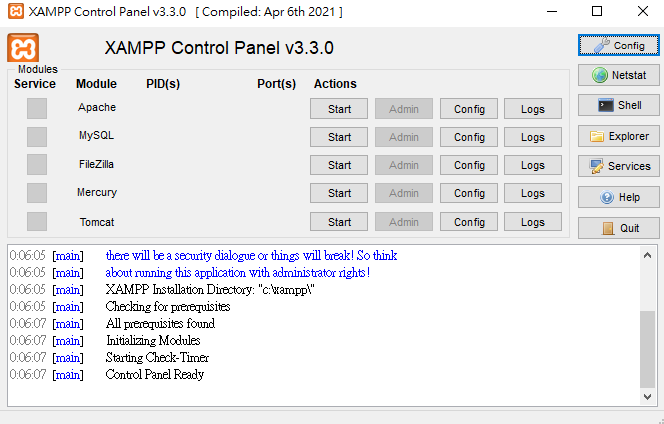 XAMPP Control Panel v3.3.0 [ Compiled: Apr 6th 2021 ]
XAMPP Control Panel v3.3.0
Config
Modules
Netstat
Service Module PID(s) Port(s) Actions
Apache Start Admin Config Logs
Shell
MySQL Start Admin Config Logs
Explorer
FileZilla Start Admin Config Logs
Services
Mercury Start Admin Config Logs
Help
Tomcat Start Admin Config Logs
Quit
0:06:05 [main] there will be a security dialogue or things will break! So think
0:06:05 [main] about running this application with administrator rights!
0:06:05 [main] XAMPP Installation Directory: "c:\xampp\"
0:06:05 [main] Checking for prerequisites
0:06:07 [main] All prerequisites found
0:06:07 [main] Initializing Modules
0:06:07 [main] Starting Check-Timer
0:06:07 [main] Control Panel Ready